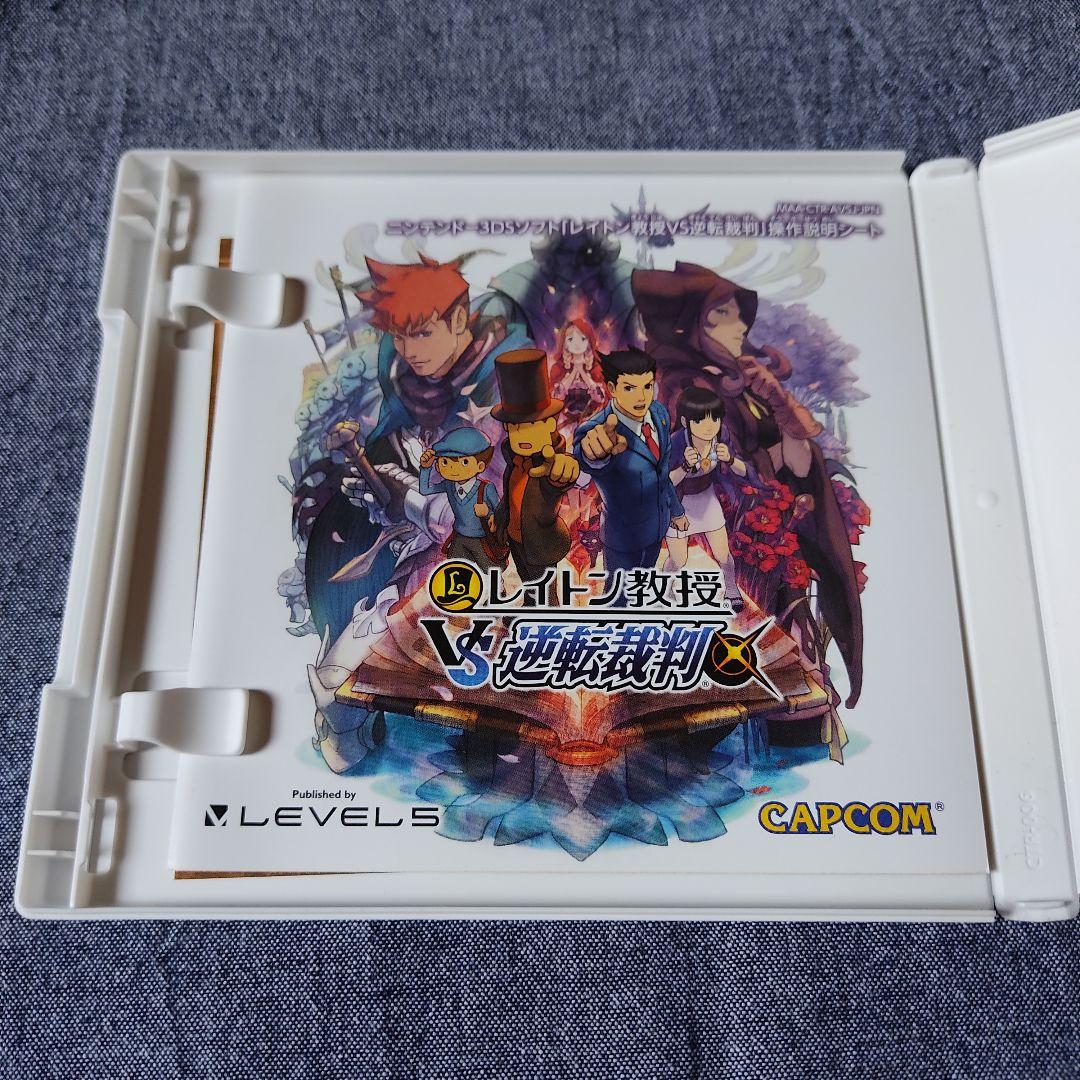 MAA-CTR-AVSJ-JPN
ニンテンドー3DSソフト「レイトン教授VS逆転裁判」操作説明シート
レイトン教授®
VS逆転裁判®
Published by
LEVEL5
CAPCOM®
CTR-006